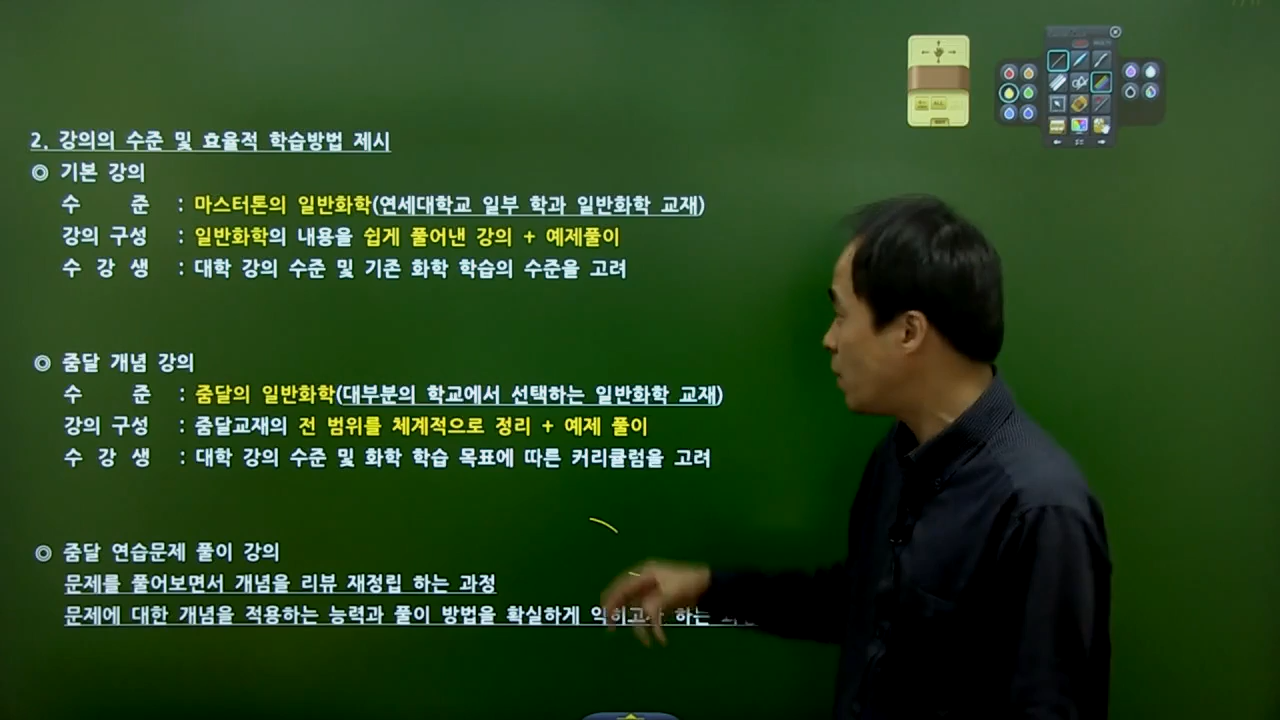 2. 강의의 수준 및 효율적 학습방법 제시
◎ 기본 강의
수 준 : 마스터톤의 일반화학(연세대학교 일부 학과 일반화학 교재)
강의 구성 : 일반화학의 내용을 쉽게 풀어낸 강의 + 예제풀이
수 강 생 : 대학 강의 수준 및 기존 화학 학습의 수준을 고려
◎ 줌달 개념 강의
수 준 : 줌달의 일반화학(대부분의 학교에서 선택하는 일반화학 교재)
강의 구성 : 줌달교재의 전 범위를 체계적으로 정리 + 예제 풀이
수 강 생 : 대학 강의 수준 및 화학 학습 목표에 따른 커리큘럼을 고려
◎ 줌달 연습문제 풀이 강의
문제를 풀어보면서 개념을 리뷰 재정립 하는 과정
문제에 대한 개념을 적용하는 능력과 풀이 방법을 확실하게 익히고자 하는